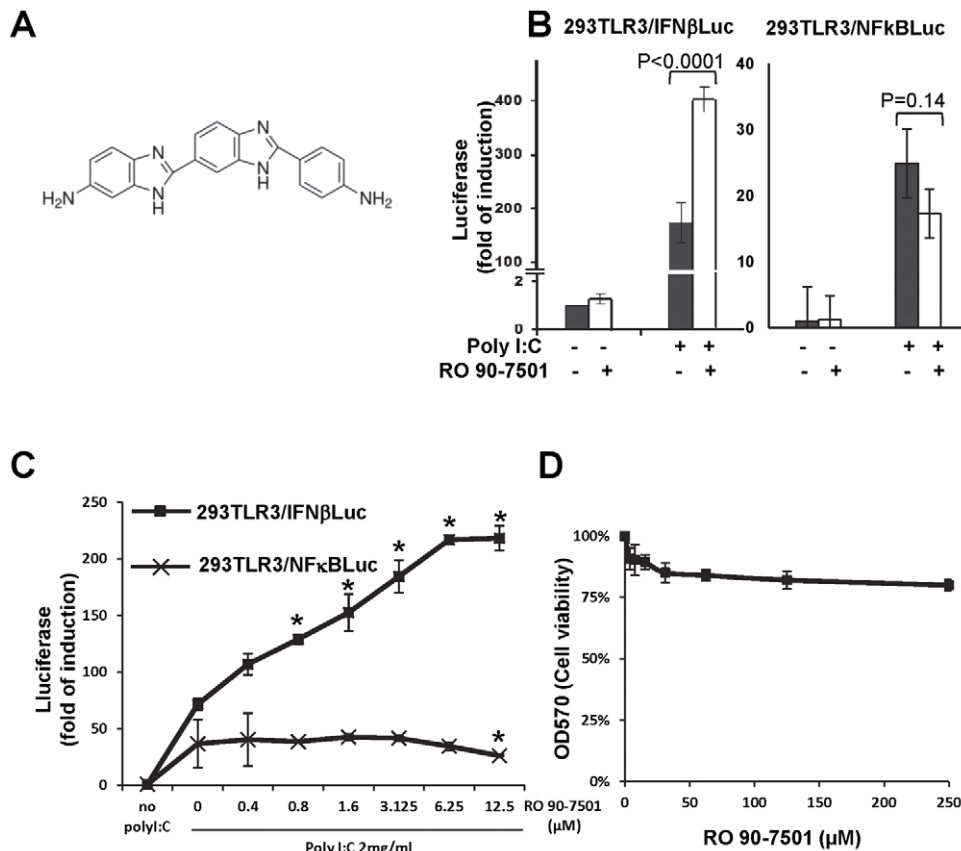 A
N
N
H₂N
N
H
N
H
NH₂
B
293TLR3/IFNβLuc
293TLR3/NFkBLuc
P<0.0001
P=0.14
Luciferase
(fold of induction)
400
300
200
100
2
0
40
30
20
10
0
Poly I:C - - + + - - + +
RO 90-7501 - + - + - + - +
C
293TLR3/IFNβLuc
293TLR3/NFκBLuc
Lluciferase
(fold of induction)
250
200
150
100
50
0
* * * * *
*
no 0 0.4 0.8 1.6 3.125 6.25 12.5 RO 90-7501
polyI:C (μM)
Poly I:C 2mg/ml
D
OD570 (Cell viability)
100%
75%
50%
25%
0%
0 50 100 150 200 250
RO 90-7501 (μM)